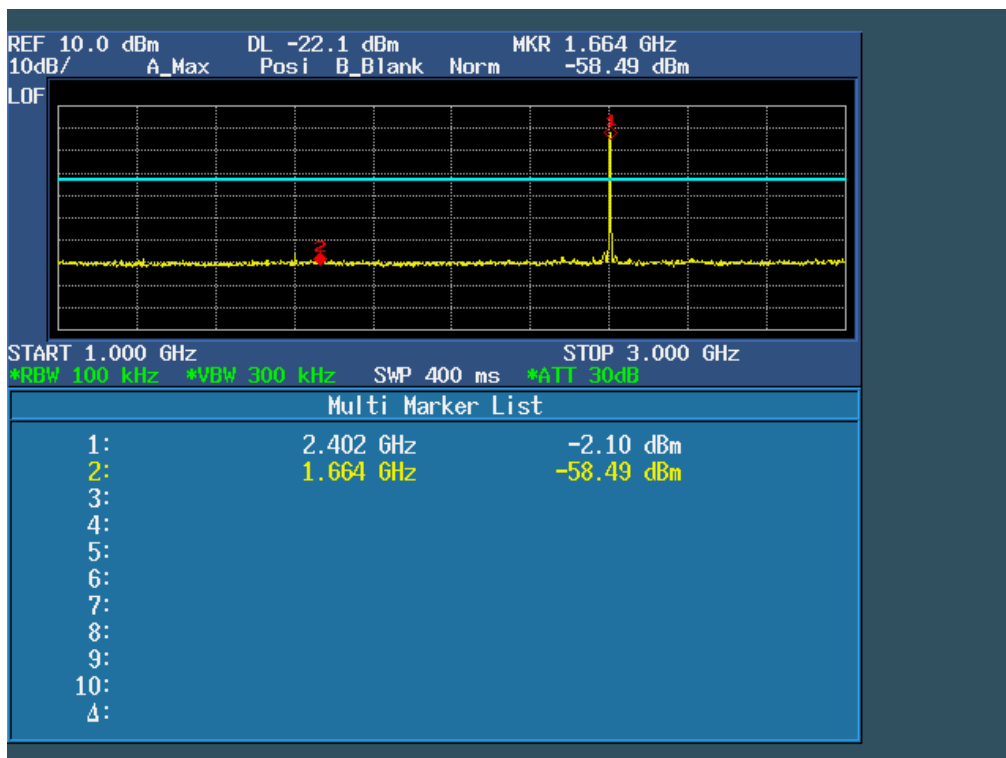 REF 10.0 dBm DL -22.1 dBm MKR 1.664 GHz
10dB/ A_Max Posi B_Blank Norm -58.49 dBm
LOF
1
2
START 1.000 GHz STOP 3.000 GHz
*RBW 100 kHz *VBW 300 kHz SWP 400 ms *ATT 30dB
Multi Marker List
1: 2.402 GHz -2.10 dBm
2: 1.664 GHz -58.49 dBm
3:
4:
5:
6:
7:
8:
9:
10:
Δ: